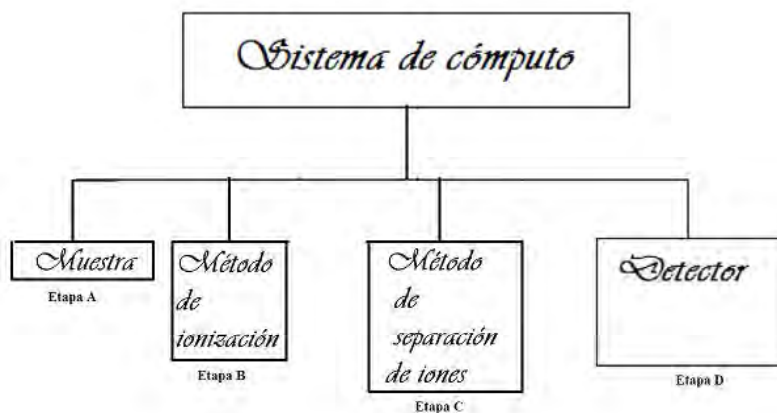 Sistema de cómputo
Muestra
Etapa A
Método
de
ionización
Etapa B
Método
de
separación
de iones
Etapa C
Detector
Etapa D